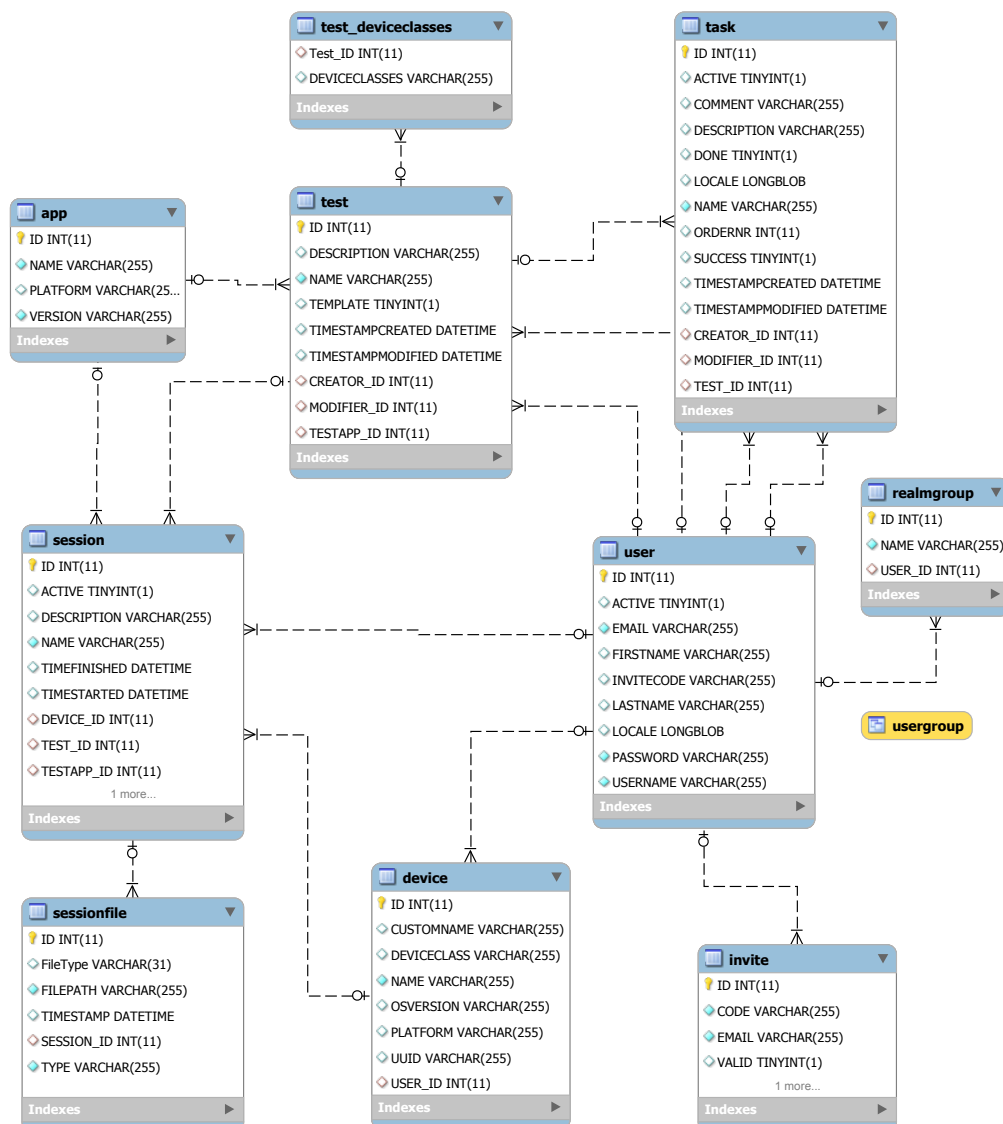 test_deviceclasses
Test_ID INT(11)
DEVICECLASSES VARCHAR(255)
Indexes
task
ID INT(11)
ACTIVE TINYINT(1)
COMMENT VARCHAR(255)
DESCRIPTION VARCHAR(255)
DONE TINYINT(1)
LOCALE LONGBLOB
NAME VARCHAR(255)
ORDERNR INT(11)
SUCCESS TINYINT(1)
TIMESTAMPCREATED DATETIME
TIMESTAMPMODIFIED DATETIME
CREATOR_ID INT(11)
MODIFIER_ID INT(11)
TEST_ID INT(11)
Indexes
app
ID INT(11)
NAME VARCHAR(255)
PLATFORM VARCHAR(25...
VERSION VARCHAR(255)
Indexes
test
ID INT(11)
DESCRIPTION VARCHAR(255)
NAME VARCHAR(255)
TEMPLATE TINYINT(1)
TIMESTAMPCREATED DATETIME
TIMESTAMPMODIFIED DATETIME
CREATOR_ID INT(11)
MODIFIER_ID INT(11)
TESTAPP_ID INT(11)
Indexes
realmgroup
ID INT(11)
NAME VARCHAR(255)
USER_ID INT(11)
Indexes
session
ID INT(11)
ACTIVE TINYINT(1)
DESCRIPTION VARCHAR(255)
NAME VARCHAR(255)
TIMEFINISHED DATETIME
TIMESTARTED DATETIME
DEVICE_ID INT(11)
TEST_ID INT(11)
TESTAPP_ID INT(11)
1 more...
Indexes
user
ID INT(11)
ACTIVE TINYINT(1)
EMAIL VARCHAR(255)
FIRSTNAME VARCHAR(255)
INVITECODE VARCHAR(255)
LASTNAME VARCHAR(255)
LOCALE LONGBLOB
PASSWORD VARCHAR(255)
USERNAME VARCHAR(255)
Indexes
usergroup
sessionfile
ID INT(11)
FileType VARCHAR(31)
FILEPATH VARCHAR(255)
TIMESTAMP DATETIME
SESSION_ID INT(11)
TYPE VARCHAR(255)
Indexes
device
ID INT(11)
CUSTOMNAME VARCHAR(255)
DEVICECLASS VARCHAR(255)
NAME VARCHAR(255)
OSVERSION VARCHAR(255)
PLATFORM VARCHAR(255)
UUID VARCHAR(255)
USER_ID INT(11)
Indexes
invite
ID INT(11)
CODE VARCHAR(255)
EMAIL VARCHAR(255)
VALID TINYINT(1)
1 more...
Indexes